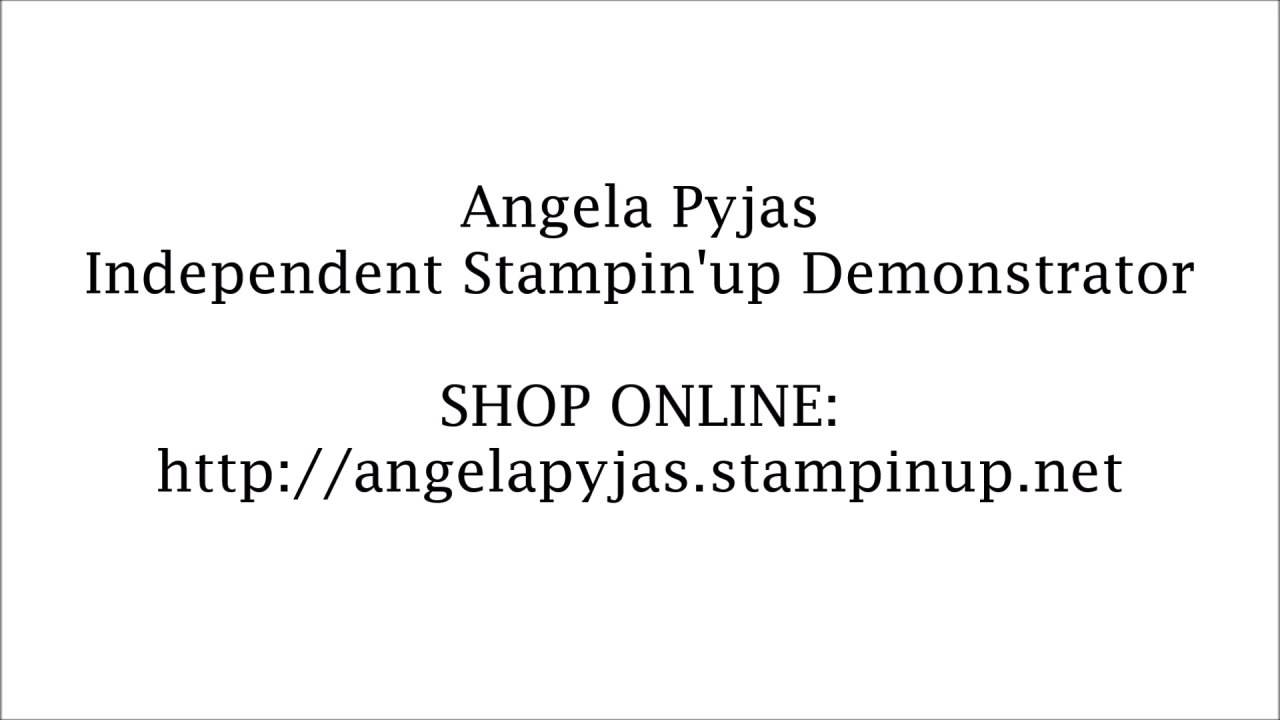 Angela Pyjas
Independent Stampin'up Demonstrator
SHOP ONLINE:
http://angelapyjas.stampinup.net